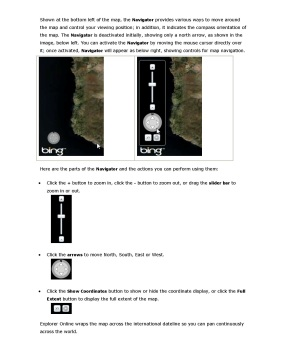 Shown at the bottom left of the map, the Navigator provides various ways to move around
the map and control your viewing position; in addition, it indicates the compass orientation of
the map. The Navigator is deactivated initially, showing only a north arrow, as shown in the
image, below left. You can activate the Navigator by moving the mouse cursor directly over
it; once activated, Navigator will appear as below right, showing controls for map navigation.
bing
bing
Here are the parts of the Navigator and the actions you can perform using them:
• Click the + button to zoom in, click the - button to zoom out, or drag the slider bar to
zoom in or out.
• Click the arrows to move North, South, East or West.
• Click the Show Coordinates button to show or hide the coordinate display, or click the Full
Extent button to display the full extent of the map.
Explorer Online wraps the map across the international dateline so you can pan continuously
across the world.